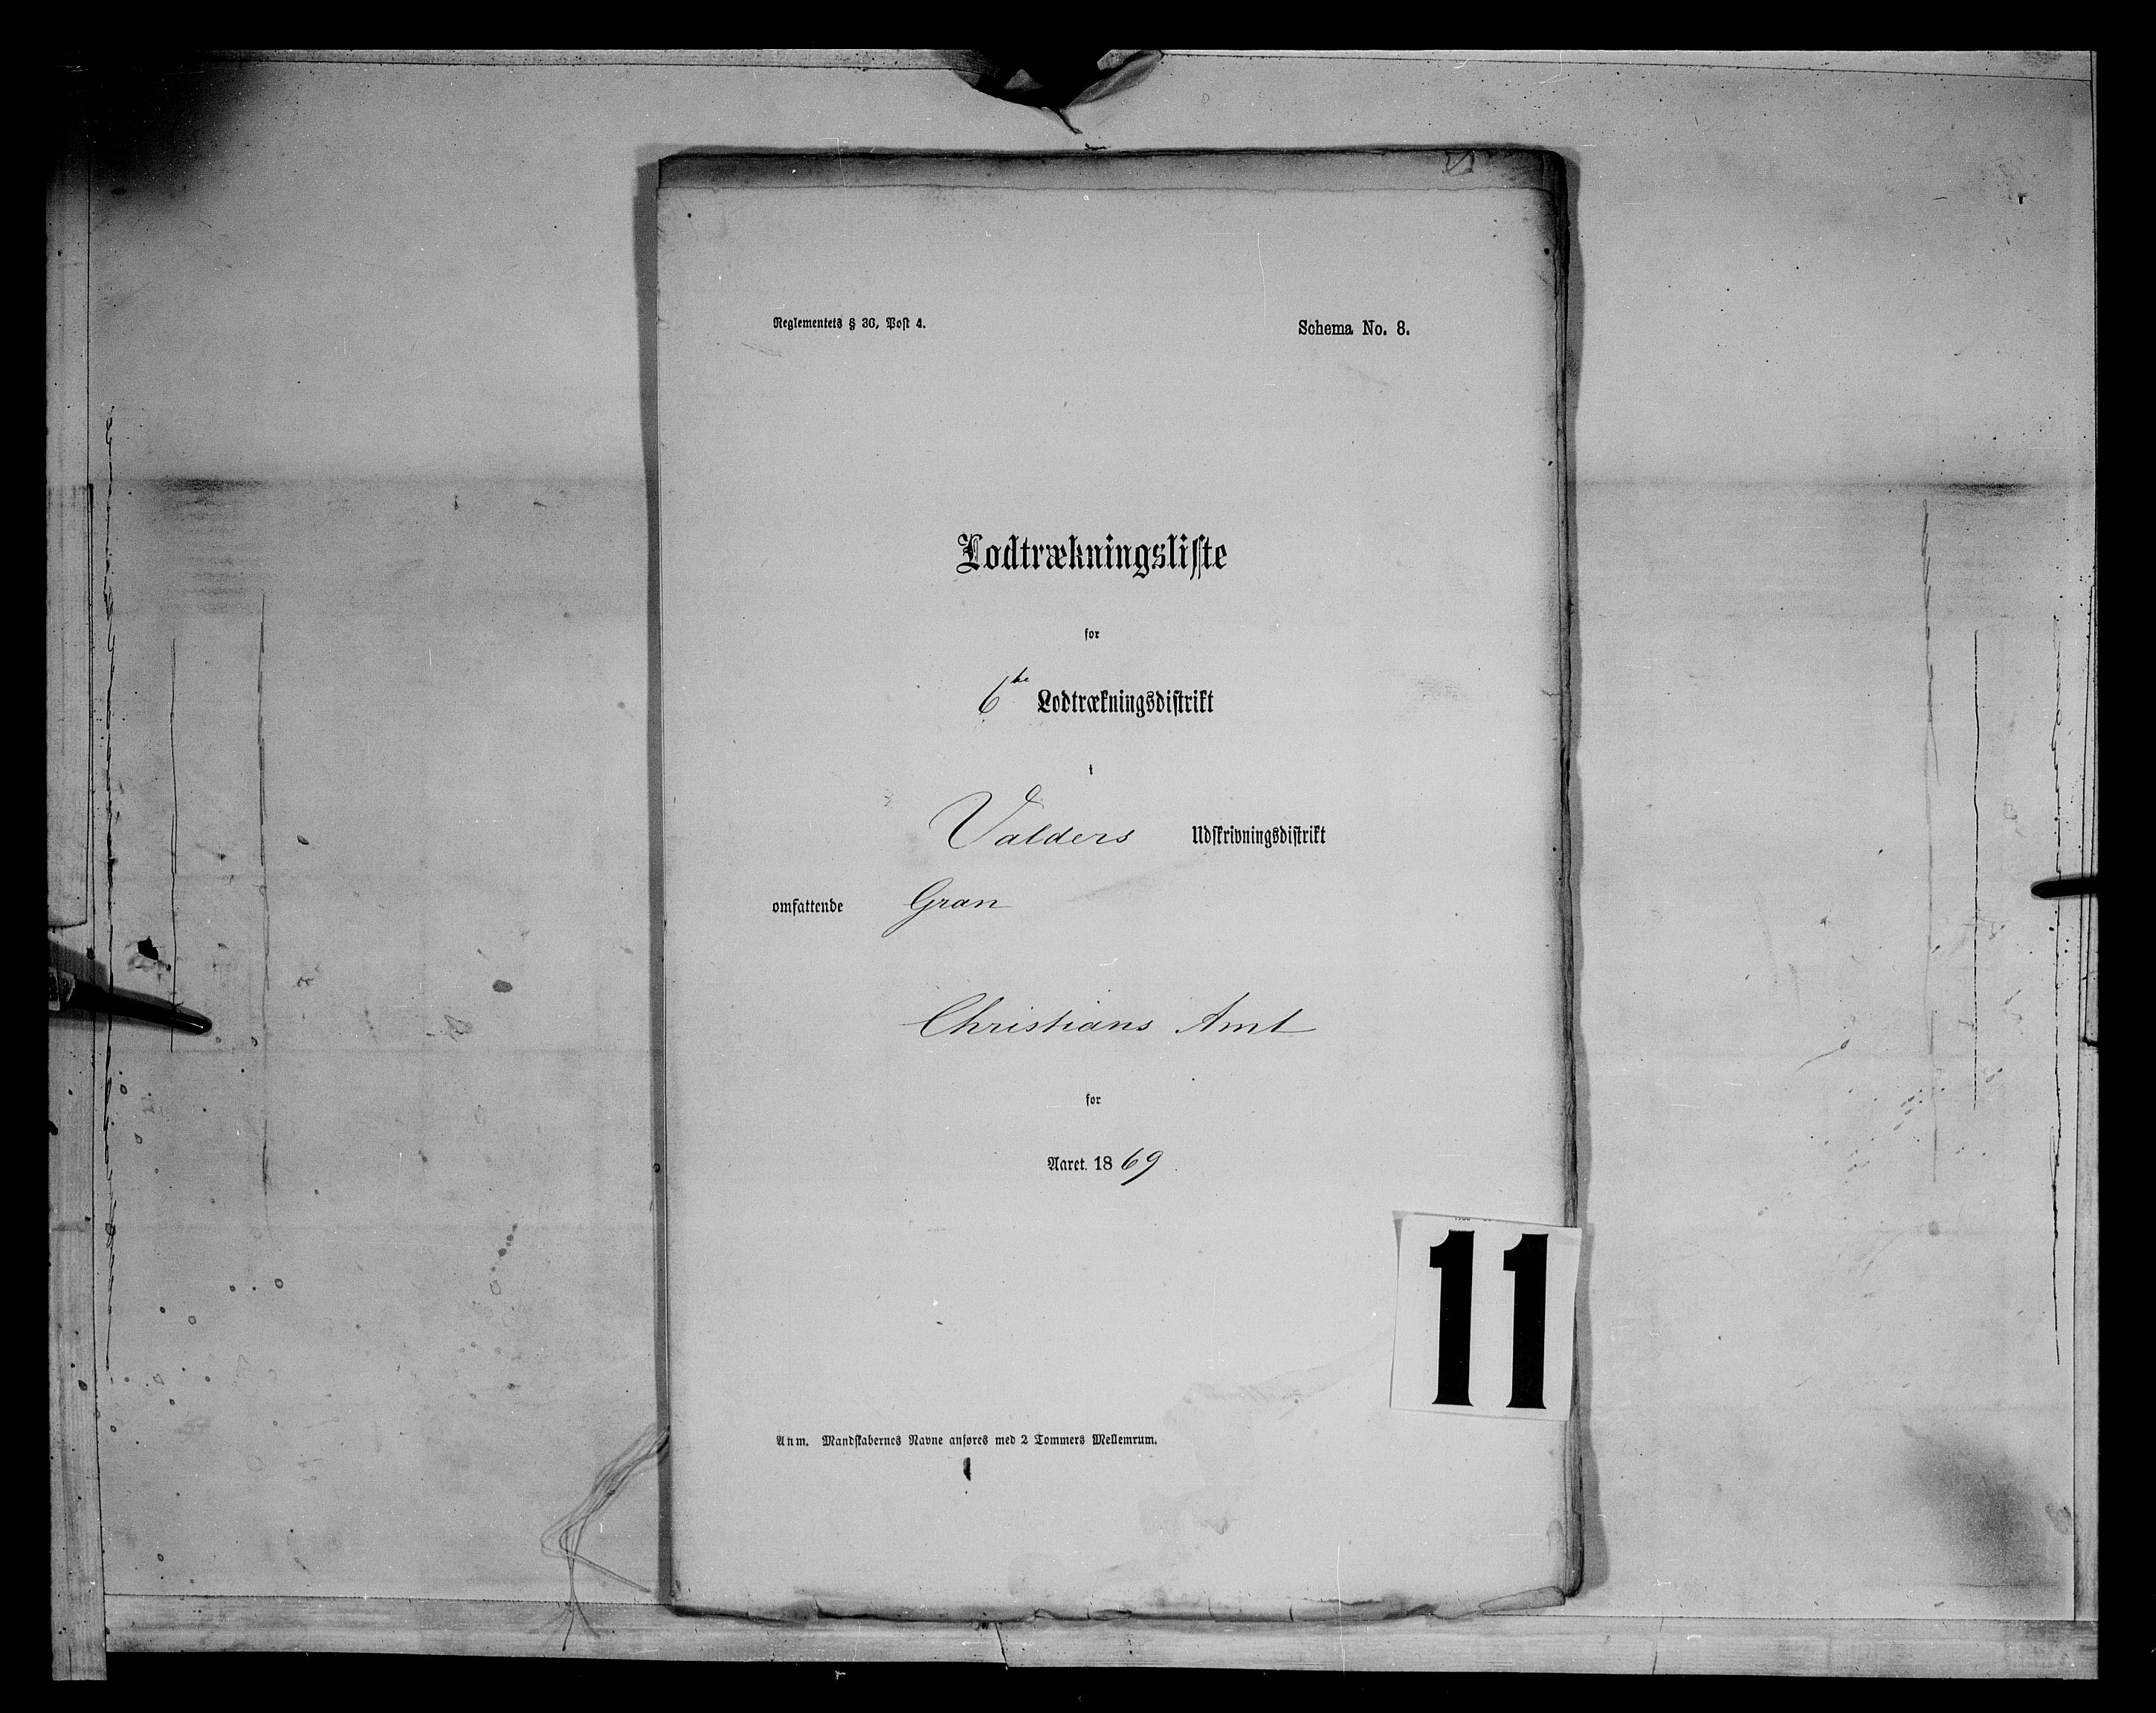 Reglementets § 36, Post 4.
Schema No. 8.
Lodtrækningsliste
for
6te Lodtrækningsdistrikt
i
Valders Udskrivningsdistrikt
omfattende Gran
Christians Amt
for
Aaret 1869.
11
Anm. Mandskabernes Navne anføres med 2 Tommers Mellemrum.